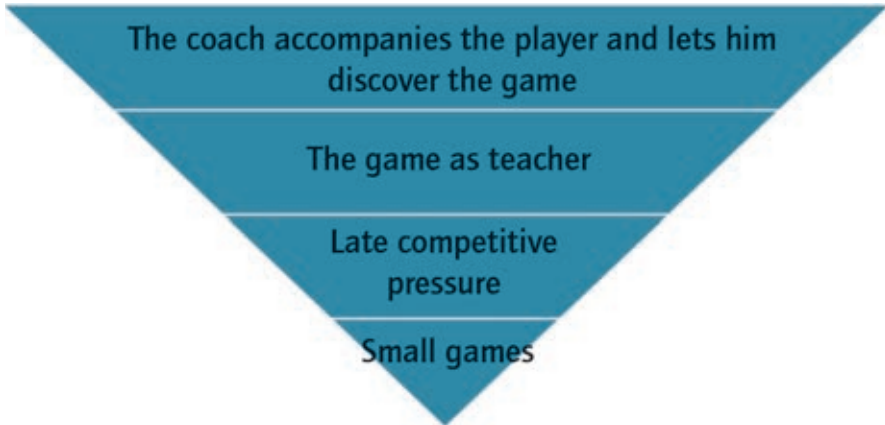 The coach accompanies the player and lets him
discover the game
The game as teacher
Late competitive
pressure
Small games